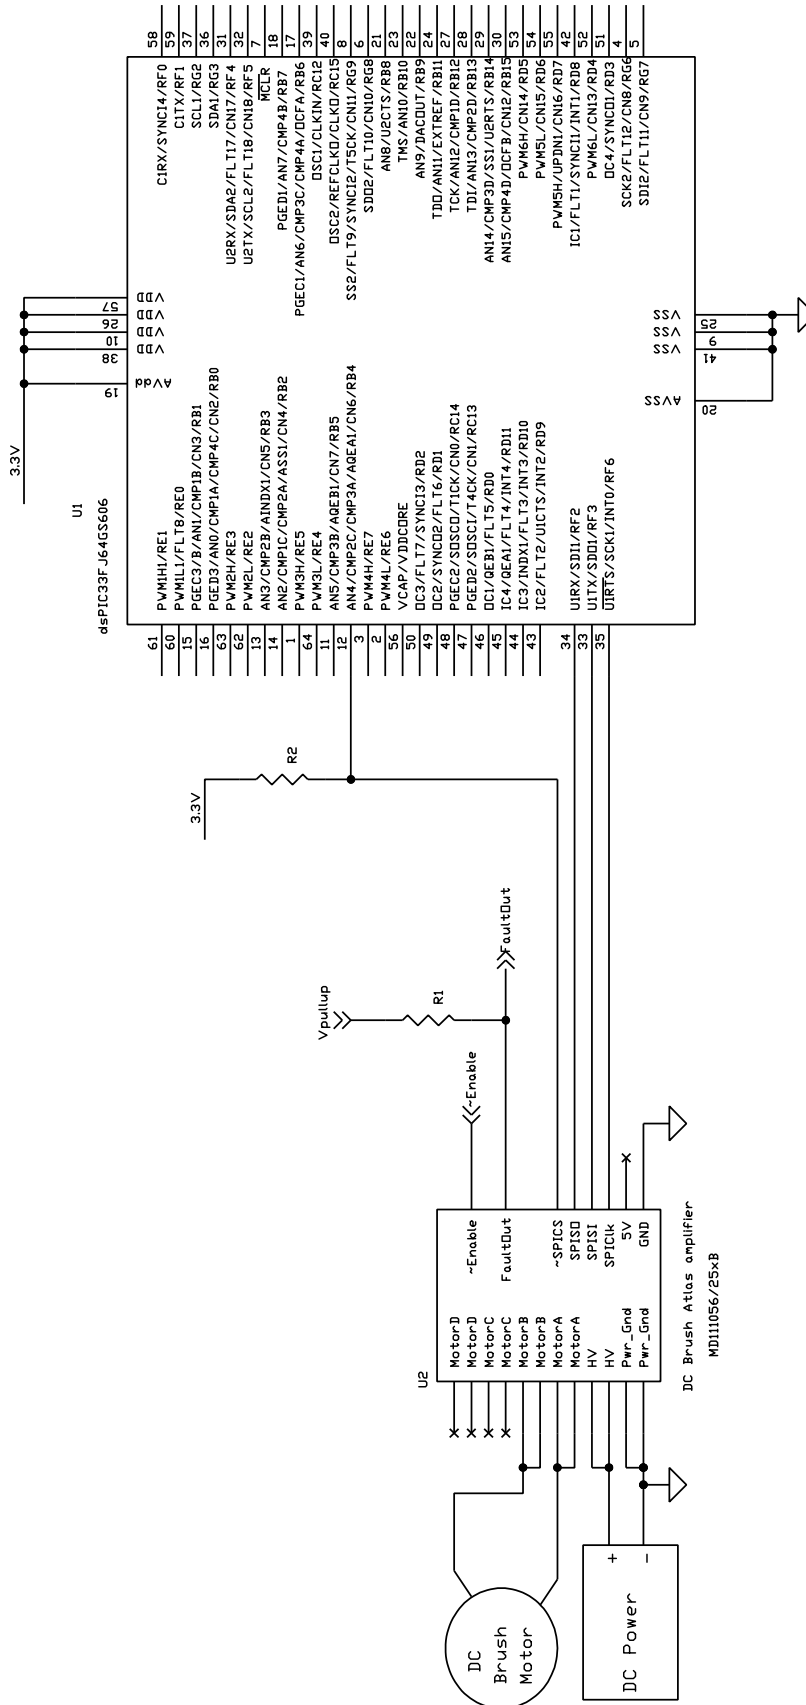 58
59
37
36
31
32
7
18
17
39
40
8
6
21
23
22
24
27
28
29
30
53
54
55
42
52
51
4
5
C1RX/SYNCI4/RF0
C1TX/RF1
SCL1/RG2
SDA1/RG3
U2RX/SDA2/FLT17/CN17/RF4
U2TX/SCL2/FLT18/CN18/RF5
MCLR
PGED1/AN7/CMP4B/RB7
PGEC1/AN6/CMP3C/CMP4A/OCFA/RB6
OSC1/CLKIN/RC12
OSC2/REFCLKO/CLKO/RC15
SS2/FLT9/SYNCI2/T5CK/CN11/RG9
SDO2/FLT10/CN10/RG8
AN8/U2CTS/RB8
TMS/AN10/RB10
AN9/DACOUT/RB9
TDO/AN11/EXTREF/RB11
TCK/AN12/CMP1D/RB12
TDI/AN13/CMP2D/RB13
AN14/CMP3D/SS1/U2RTS/RB14
AN15/CMP4D/OCFB/CN12/RB15
PWM6H/CN14/RD5
PWM5L/CN15/RD6
PWM5H/UPDN1/CN16/RD7
IC1/FLT1/SYNCI1/INT1/RD8
PWM6L/CN13/RD4
OC4/SYNCO1/RD3
SCK2/FLT12/CN8/RG6
SDI2/FLT11/CN9/RG7
57 VDD
26 VDD
10 VDD
38 VDD
19 AVdd
3.3V
VSS 25
VSS 9
VSS 41
AVSS 20
U1
dsPIC33FJ64GS606
PWM1H1/RE1
PWM1L1/FLT8/RE0
PGEC3/B/AN1/CMP1B/CN3/RB1
PGED3/AN0/CMP1A/CMP4C/CN2/RB0
PWM2H/RE3
PWM2L/RE2
AN3/CMP2B/AINDX1/CN5/RB3
AN2/CMP1C/CMP2A/ASS1/CN4/RB2
PWM3H/RE5
PWM3L/RE4
AN5/CMP3B/AQEB1/CN7/RB5
AN4/CMP2C/CMP3A/AQEA1/CN6/RB4
PWM4H/RE7
PWM4L/RE6
VCAP/VDDCORE
OC3/FLT7/SYNCI3/RD2
OC2/SYNCO2/FLT6/RD1
PGEC2/SOSCO/T1CK/CN0/RC14
PGED2/SOSCI/T4CK/CN1/RC13
OC1/QEB1/FLT5/RD0
IC4/QEA1/FLT4/INT4/RD11
IC3/INDX1/FLT3/INT3/RD10
IC2/FLT2/U1CTS/INT2/RD9
U1RX/SDI1/RF2
U1TX/SDO1/RF3
U1RTS/SCK1/INT0/RF6
61
60
15
16
63
62
13
14
1
64
11
12
3
2
56
50
49
48
47
46
45
44
43
34
33
35
3.3V
R2
Vpullup
R1
FaultOut
~Enable
~Enable
FaultOut
~SPICS
SPISO
SPISI
SPIClk
5V
GND
MotorD
MotorD
MotorC
MotorC
MotorB
MotorB
MotorA
MotorA
HV
HV
Pwr_Gnd
Pwr_Gnd
U2
DC Brush Atlas amplifier
MD111056/25xB
DC
Brush
Motor
+
-
DC Power